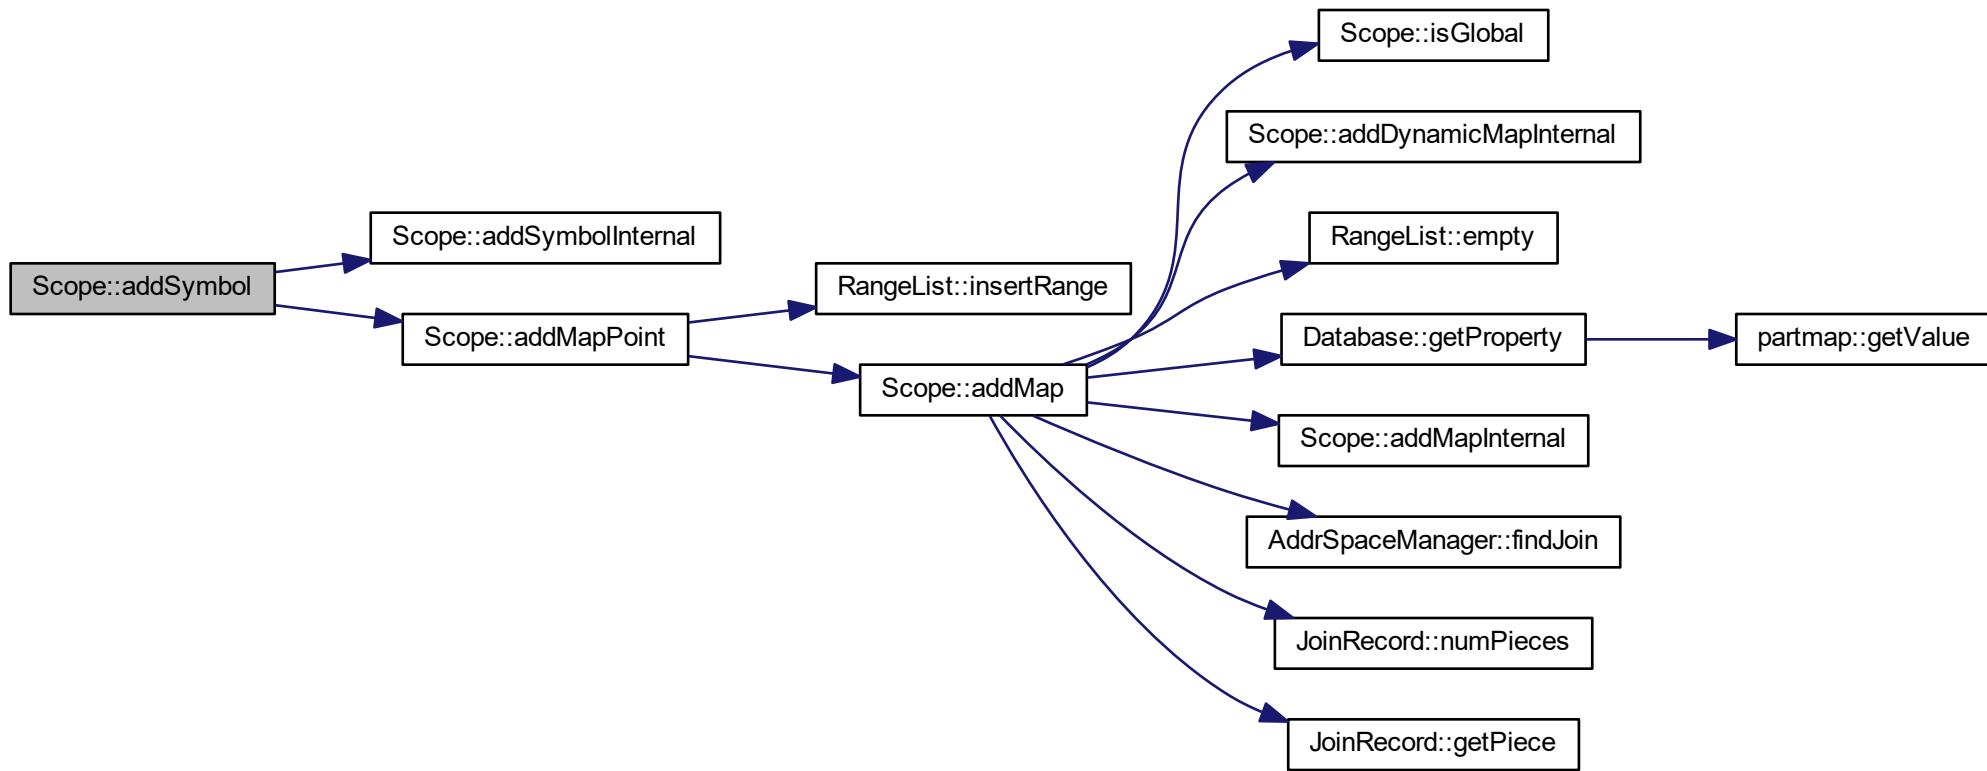 Scope::isGlobal
Scope::addDynamicMapInternal
Scope::addSymbolInternal
RangeList::empty
Scope::addSymbol
RangeList::insertRange
Scope::addMapPoint
Database::getProperty
partmap::getValue
Scope::addMap
Scope::addMapInternal
AddrSpaceManager::findJoin
JoinRecord::numPieces
JoinRecord::getPiece